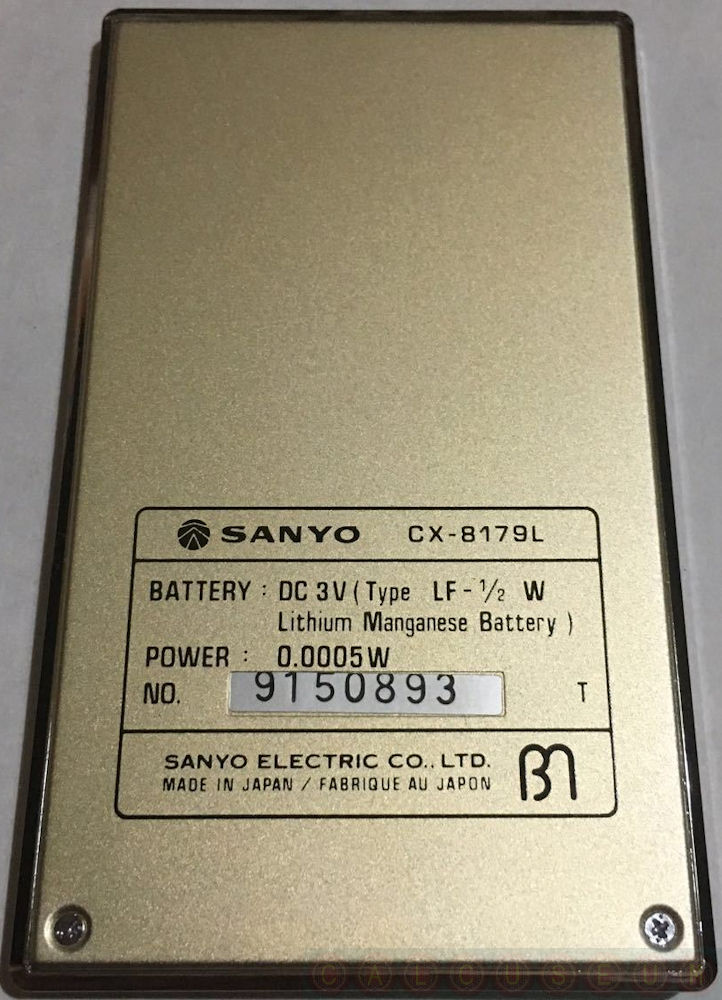 SANYO CX-8179L
BATTERY : DC 3V (Type LF-½ W
Lithium Manganese Battery )
POWER : 0.0005W
NO. 9150893 T
SANYO ELECTRIC CO., LTD.
MADE IN JAPAN / FABRIQUE AU JAPON
CALCUSEUM